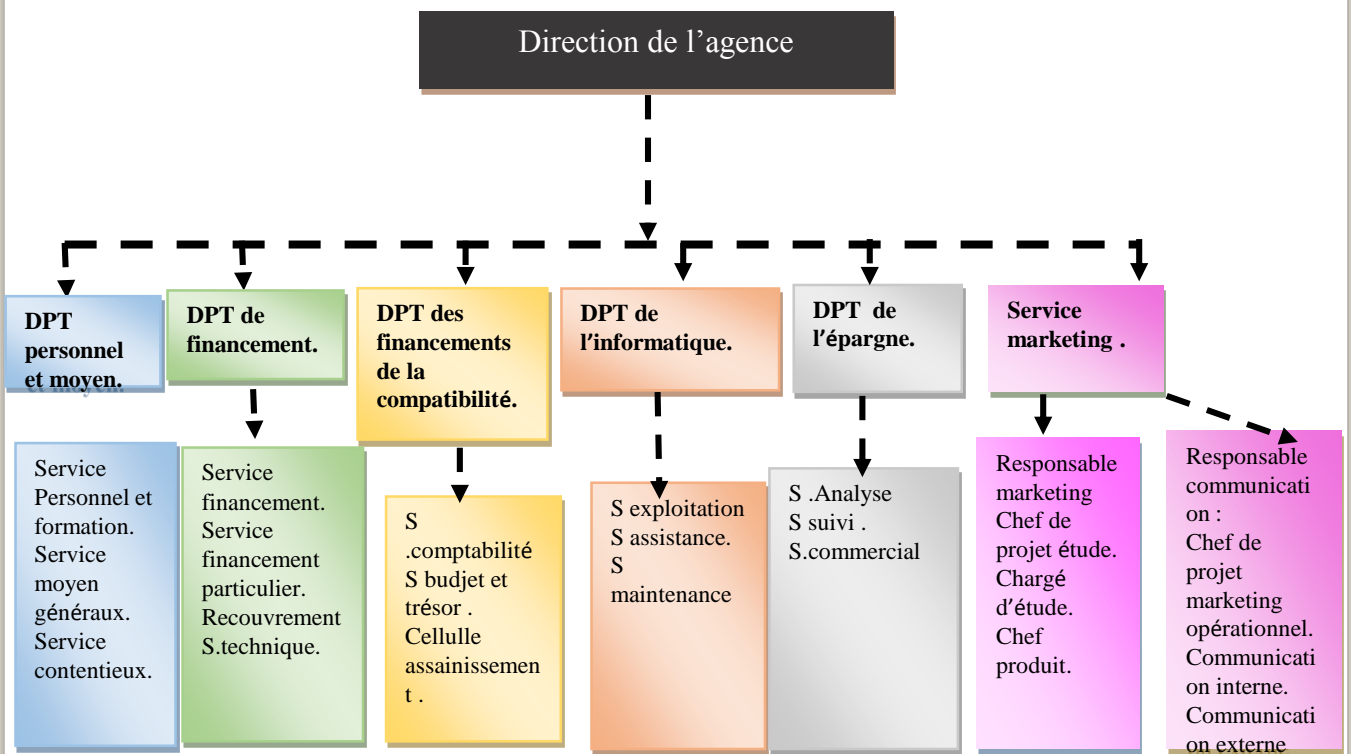 Direction de l’agence
DPT
personnel
et moyen.
DPT de
financement.
DPT des
financements
de la
compatibilité.
DPT de
l’informatique.
DPT de
l’épargne.
Service
marketing .
Service
Personnel et
formation.
Service
moyen
généraux.
Service
contentieux.
Service
financement.
Service
financement
particulier.
Recouvrement
S.technique.
S
.comptabilité
S budjet et
trésor .
Cellulle
assainissemen
t .
S exploitation
S assistance.
S
maintenance
S .Analyse
S suivi .
S.commercial
Responsable
marketing
Chef de
projet étude.
Chargé
d’étude.
Chef
produit.
Responsable
communicati
on :
Chef de
projet
marketing
opérationnel.
Communicati
on interne.
Communicati
on externe